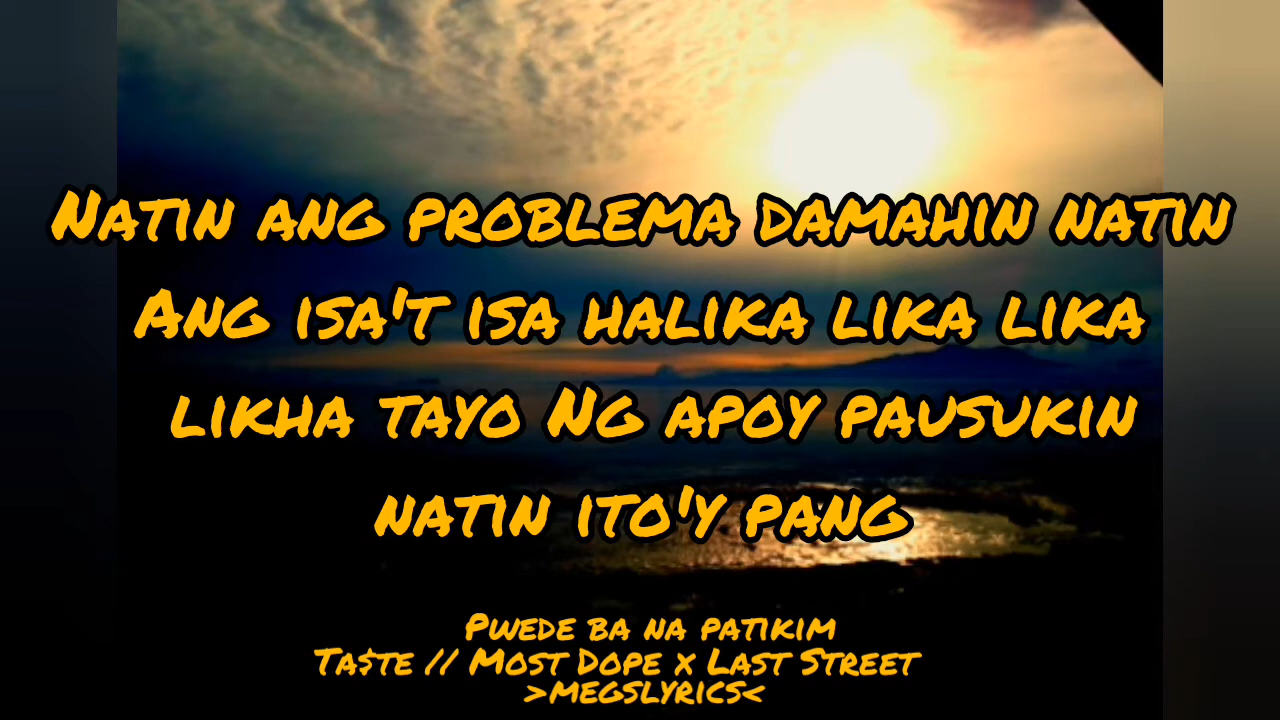 Natin ang problema damahin natin
Ang isa't isa halika lika lika
likha tayo Ng apoy pausukin
natin ito'y pang
Pwede ba na patikim
Ta$te // Most Dope x Last Street
>megslyrics<